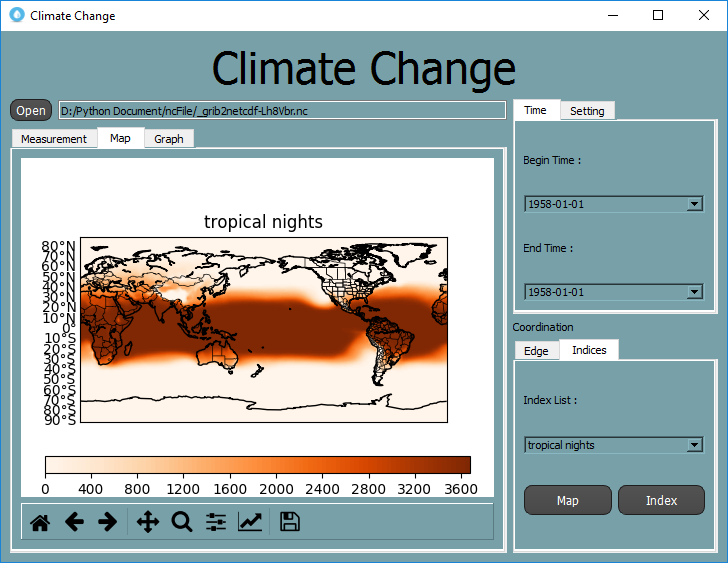 Climate Change
Climate Change
Open
D:/Python Document/ncFile/_grib2netcdf-Lh8Vbr.nc
Measurement Map Graph
tropical nights
80°N
70°N
60°N
50°N
40°N
30°N
20°N
10°N
0°
10°S
20°S
30°S
40°S
50°S
60°S
70°S
80°S
90°S
0 400 800 1200 1600 2000 2400 2800 3200 3600
Time Setting
Begin Time :
1958-01-01
End Time :
1958-01-01
Coordination
Edge Indices
Index List :
tropical nights
Map Index